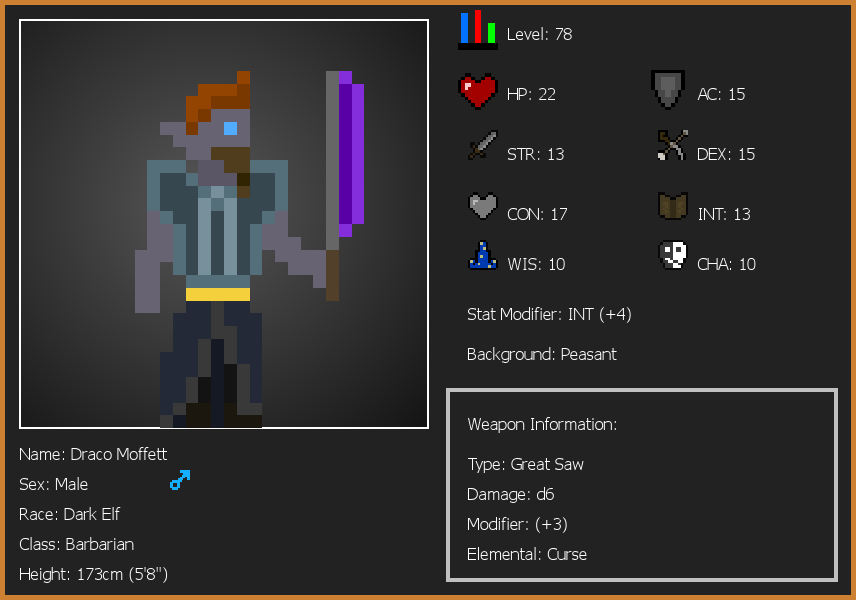 Level: 78
HP: 22
AC: 15
STR: 13
DEX: 15
CON: 17
INT: 13
WIS: 10
CHA: 10
Stat Modifier: INT (+4)
Background: Peasant
Weapon Information:
Type: Great Saw
Damage: d6
Modifier: (+3)
Elemental: Curse
Name: Draco Moffett
Sex: Male
Race: Dark Elf
Class: Barbarian
Height: 173cm (5'8")